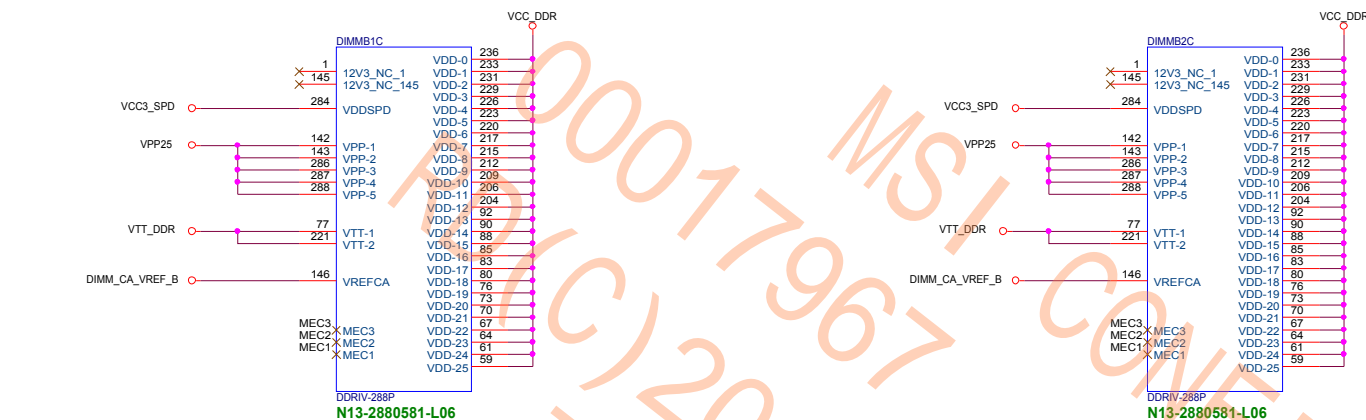 VCC_DDR
DIMMB1C
1 12V3_NC_1
145 12V3_NC_145
VCC3_SPD 284 VDDSPD
VPP25 142 VPP-1
143 VPP-2
286 VPP-3
287 VPP-4
288 VPP-5
VTT_DDR 77 VTT-1
221 VTT-2
DIMM_CA_VREF_B 146 VREFCA
MEC3 MEC3
MEC2 MEC2
MEC1 MEC1
VDD-0 236
VDD-1 233
VDD-2 231
VDD-3 229
VDD-4 226
VDD-5 223
VDD-6 220
VDD-7 217
VDD-8 215
VDD-9 212
VDD-10 209
VDD-11 206
VDD-12 204
VDD-13 92
VDD-14 90
VDD-15 88
VDD-16 85
VDD-17 83
VDD-18 80
VDD-19 76
VDD-20 73
VDD-21 70
VDD-22 67
VDD-23 64
VDD-24 61
VDD-25 59
DDRIV-288P
N13-2880581-L06
VCC_DDR
DIMMB2C
1 12V3_NC_1
145 12V3_NC_145
VCC3_SPD 284 VDDSPD
VPP25 142 VPP-1
143 VPP-2
286 VPP-3
287 VPP-4
288 VPP-5
VTT_DDR 77 VTT-1
221 VTT-2
DIMM_CA_VREF_B 146 VREFCA
MEC3 MEC3
MEC2 MEC2
MEC1 MEC1
VDD-0 236
VDD-1 233
VDD-2 231
VDD-3 229
VDD-4 226
VDD-5 223
VDD-6 220
VDD-7 217
VDD-8 215
VDD-9 212
VDD-10 209
VDD-11 206
VDD-12 204
VDD-13 92
VDD-14 90
VDD-15 88
VDD-16 85
VDD-17 83
VDD-18 80
VDD-19 76
VDD-20 73
VDD-21 70
VDD-22 67
VDD-23 64
VDD-24 61
VDD-25 59
DDRIV-288P
N13-2880581-L06
00017967
RD(C)20
MSI CONF